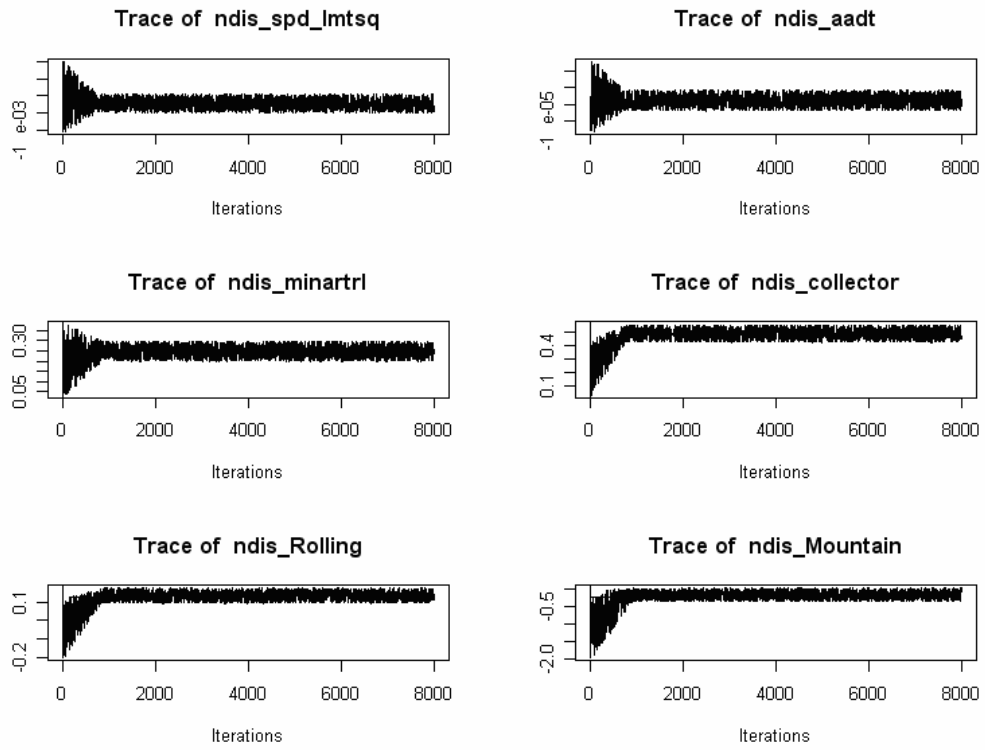 Trace of ndis_spd_lmtsq
-1 e-03
0 2000 4000 6000 8000
Iterations
Trace of ndis_aadt
-1 e-05
0 2000 4000 6000 8000
Iterations
Trace of ndis_minartrl
0.05 0.30
0 2000 4000 6000 8000
Iterations
Trace of ndis_collector
0.1 0.4
0 2000 4000 6000 8000
Iterations
Trace of ndis_Rolling
-0.2 0.1
0 2000 4000 6000 8000
Iterations
Trace of ndis_Mountain
-2.0 -0.5
0 2000 4000 6000 8000
Iterations